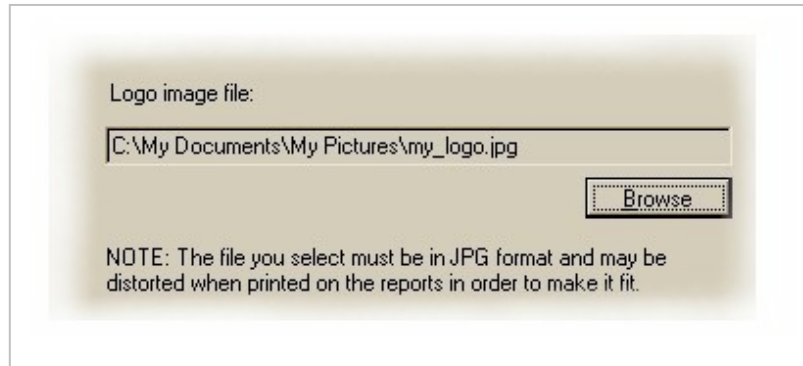 Logo image file:
C:\My Documents\My Pictures\my_logo.jpg
Browse
NOTE: The file you select must be in JPG format and may be
distorted when printed on the reports in order to make it fit.